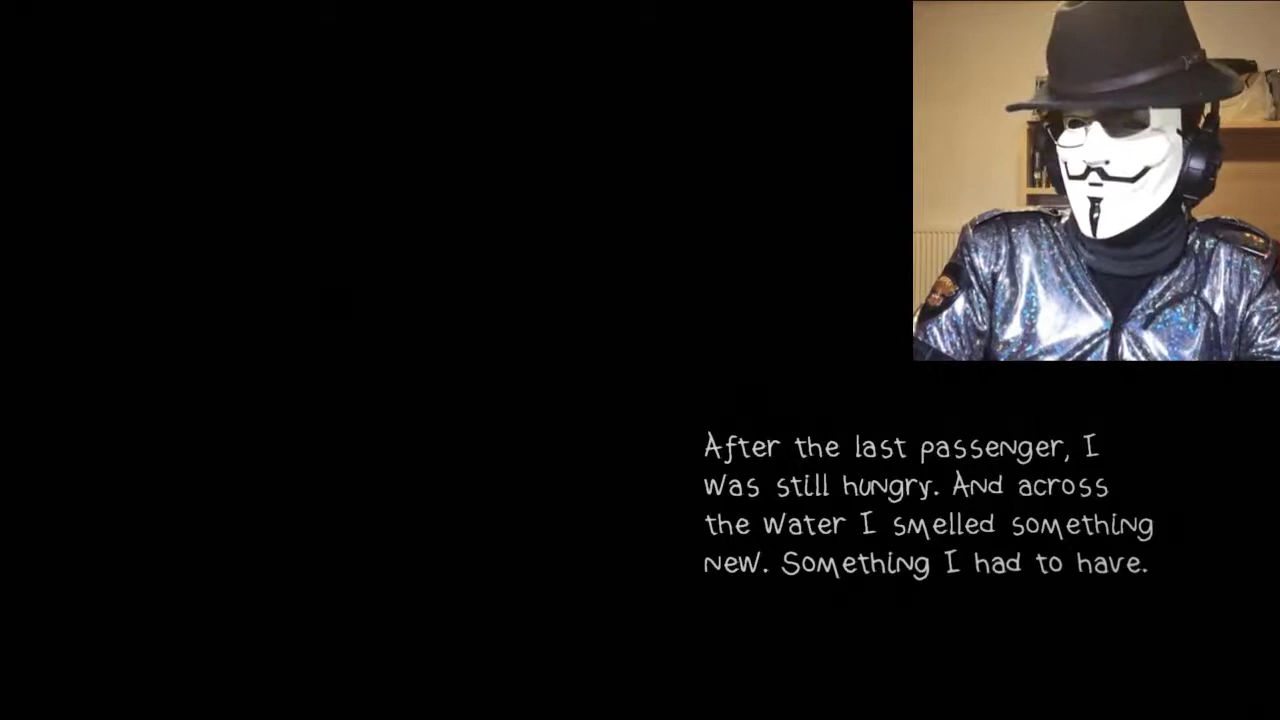 After the last passenger, I
was still hungry. And across
the water I smelled something
new. Something I had to have.